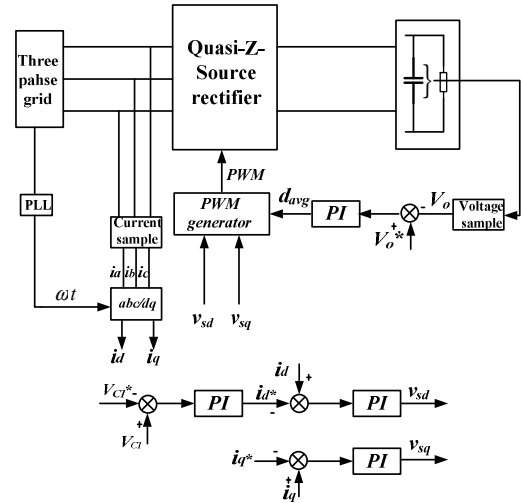 Three
pahse
grid
Quasi-Z-
Source
rectifier
PLL
PWM
PWM
generator
d_avg
PI
-
V_o
+
V_o*
Voltage
sample
Current
sample
ia ib ic
ωt
abc/dq
i_d
i_q
v_sd
v_sq
V_C1*
-
+
V_C1
PI
i_d*
-
i_d
+
PI
v_sd
i_q*
-
+
i_q
PI
v_sq